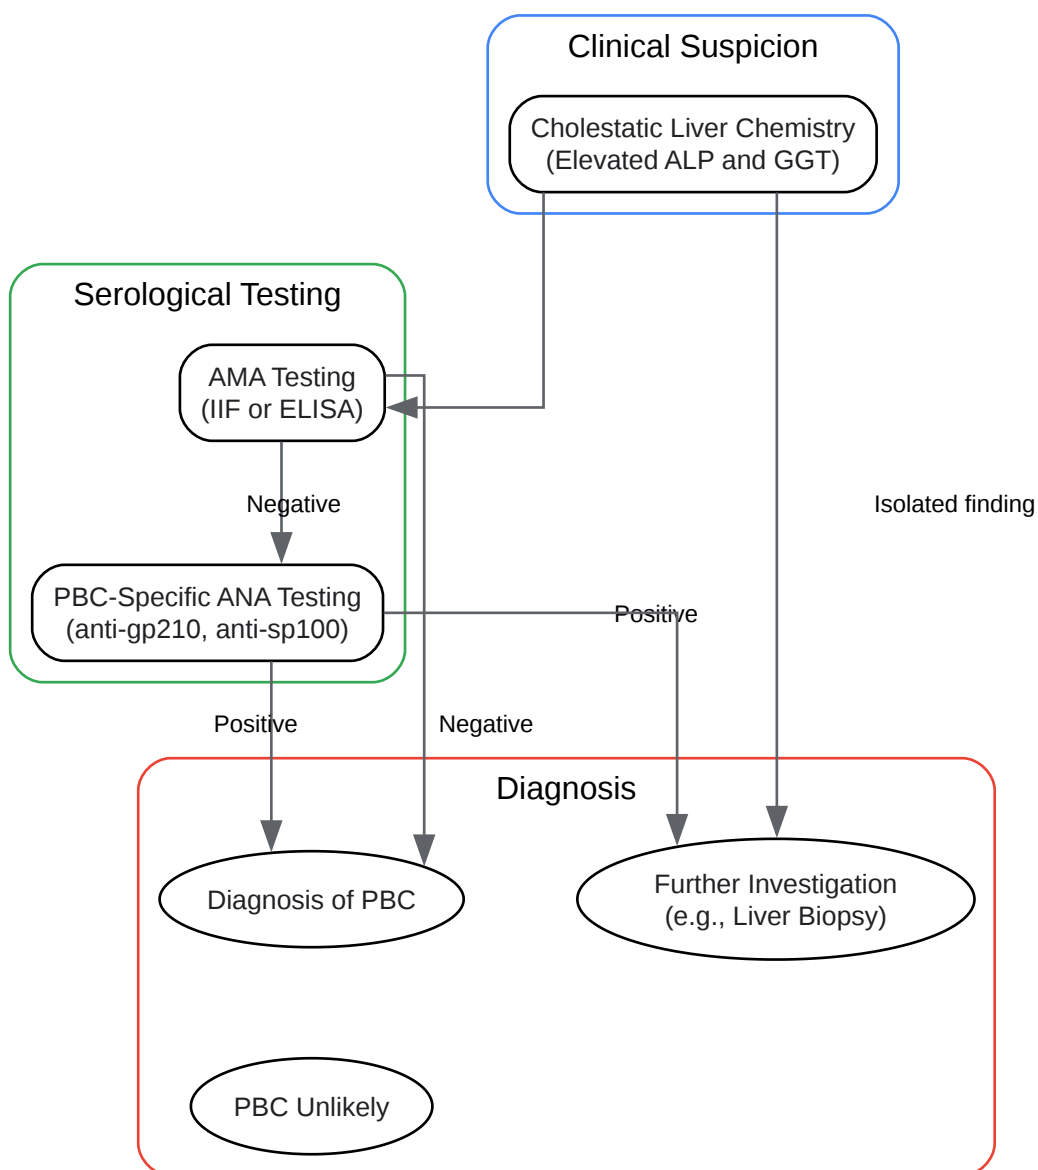 Clinical Suspicion
Cholestatic Liver Chemistry
(Elevated ALP and GGT)
Serological Testing
AMA Testing
(IIF or ELISA)
Negative
Isolated finding
PBC-Specific ANA Testing
(anti-gp210, anti-sp100)
Positive
Positive
Negative
Diagnosis
Diagnosis of PBC
Further Investigation
(e.g., Liver Biopsy)
PBC Unlikely